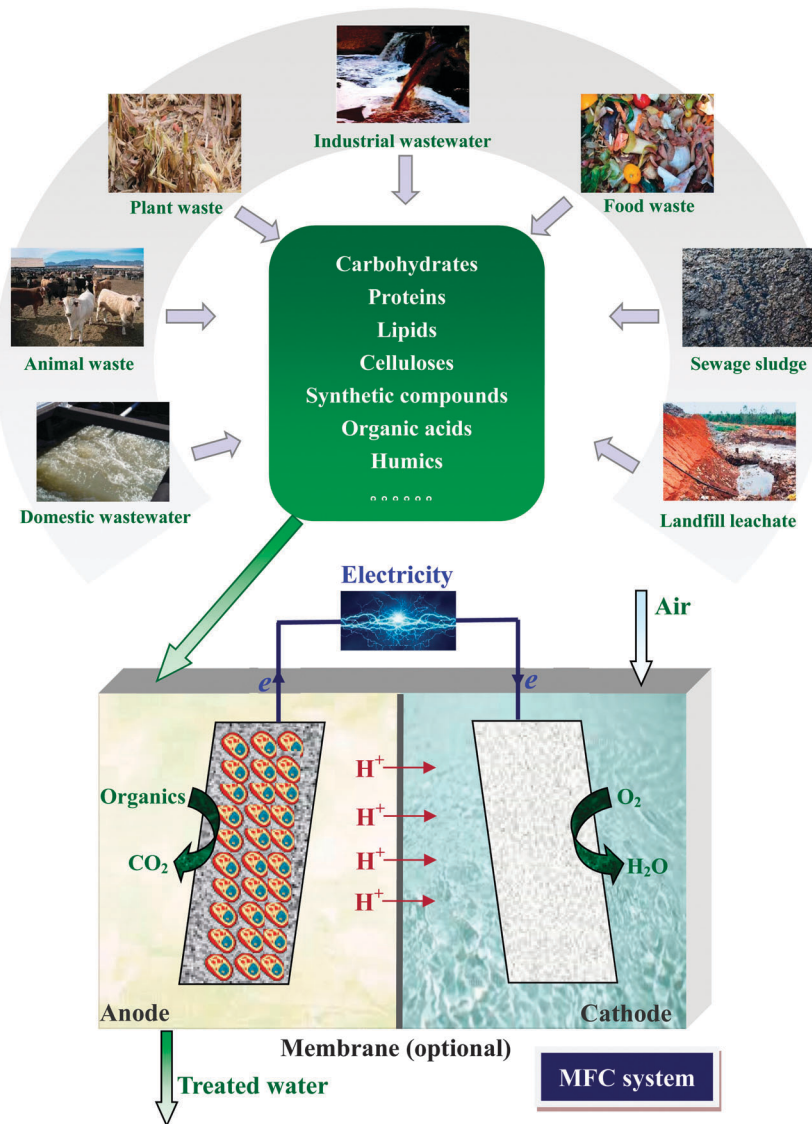 Industrial wastewater
Plant waste
Food waste
Animal waste
Sewage sludge
Domestic wastewater
Landfill leachate
Carbohydrates
Proteins
Lipids
Celluloses
Synthetic compounds
Organic acids
Humics
Electricity
Air
e
e
Organics
CO₂
H⁺
H⁺
H⁺
H⁺
O₂
H₂O
Anode
Cathode
Membrane (optional)
Treated water
MFC system